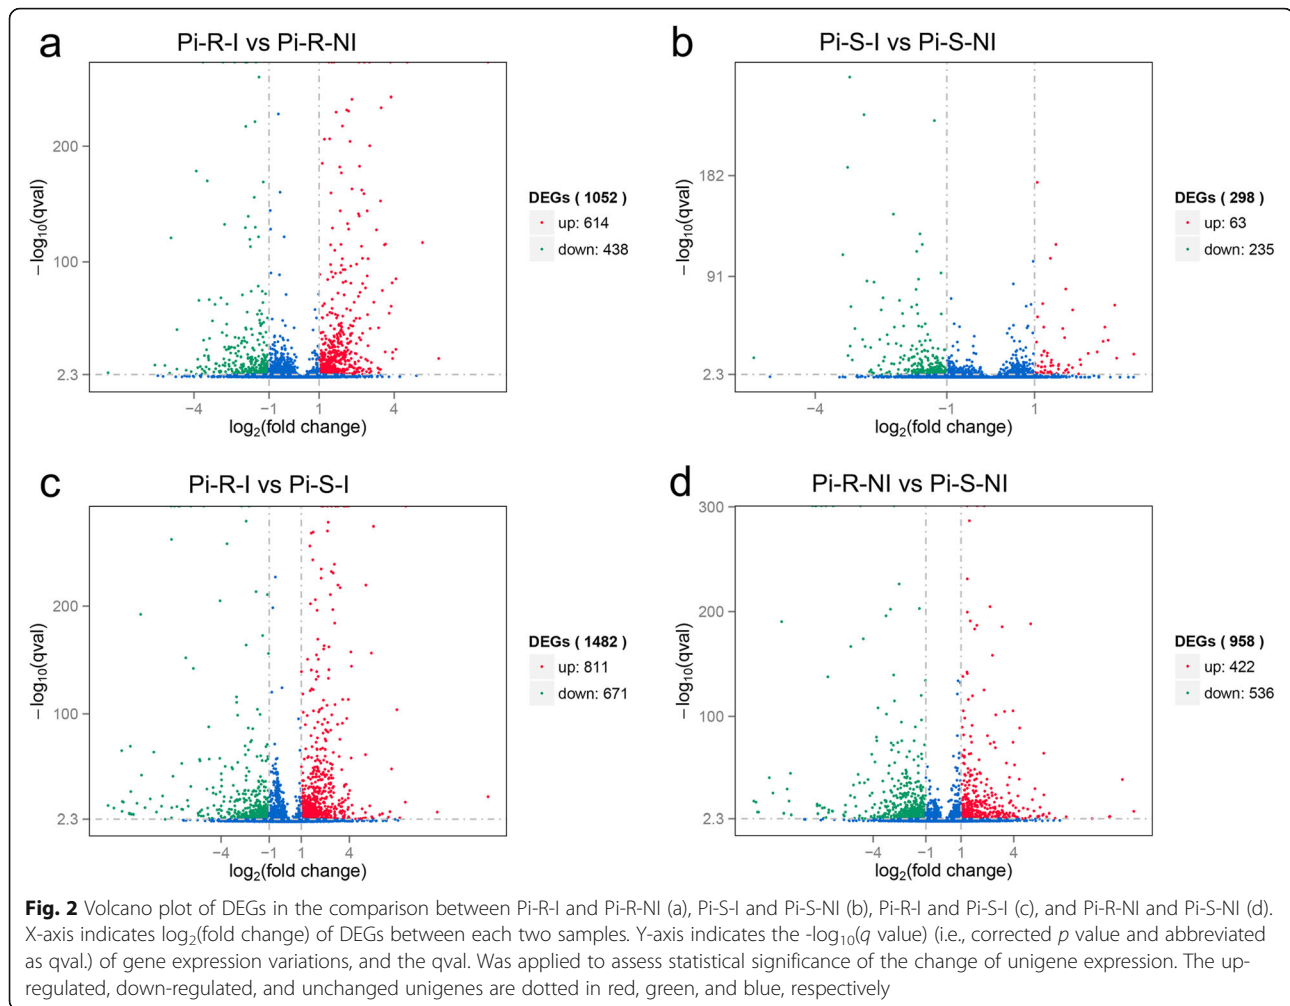 a
Pi-R-I vs Pi-R-NI
200
100
2.3
−log10(qval)
−4
−1
1
4
log2(fold change)
DEGs ( 1052 )
up: 614
down: 438
b
Pi-S-I vs Pi-S-NI
182
91
2.3
−log10(qval)
−4
−1
1
log2(fold change)
DEGs ( 298 )
up: 63
down: 235
c
Pi-R-I vs Pi-S-I
200
100
2.3
−log10(qval)
−4
−1
1
4
log2(fold change)
DEGs ( 1482 )
up: 811
down: 671
d
Pi-R-NI vs Pi-S-NI
300
200
100
2.3
−log10(qval)
−4
−1
1
4
log2(fold change)
DEGs ( 958 )
up: 422
down: 536
Fig. 2 Volcano plot of DEGs in the comparison between Pi-R-I and Pi-R-NI (a), Pi-S-I and Pi-S-NI (b), Pi-R-I and Pi-S-I (c), and Pi-R-NI and Pi-S-NI (d).
X-axis indicates log2(fold change) of DEGs between each two samples. Y-axis indicates the -log10(q value) (i.e., corrected p value and abbreviated
as qval.) of gene expression variations, and the qval. Was applied to assess statistical significance of the change of unigene expression. The up-
regulated, down-regulated, and unchanged unigenes are dotted in red, green, and blue, respectively